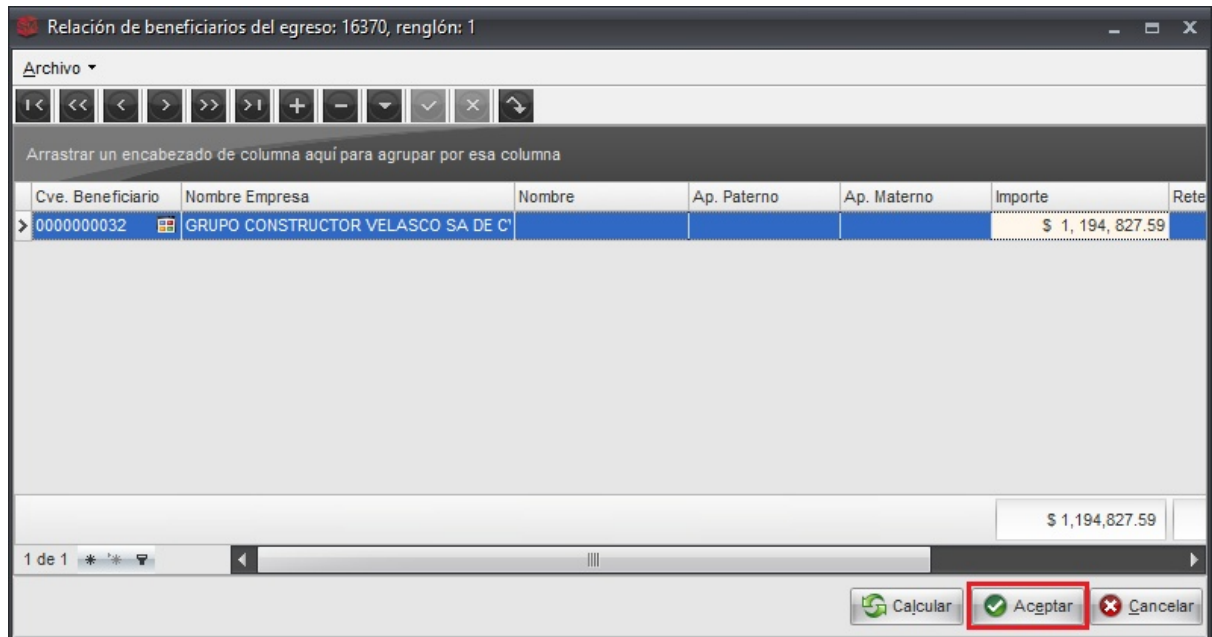 Relación de beneficiarios del egreso: 16370, renglón: 1
Archivo
Arrastrar un encabezado de columna aquí para agrupar por esa columna
Cve. Beneficiario Nombre Empresa Nombre Ap. Paterno Ap. Materno Importe Rete
0000000032 GRUPO CONSTRUCTOR VELASCO SA DE C $ 1, 194, 827.59
$ 1,194,827.59
1 de 1
Calcular Aceptar Cancelar